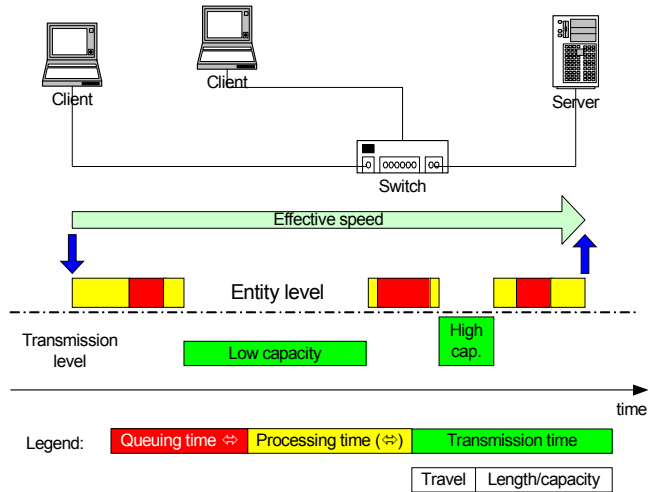 Client
Client
Server
Switch
Effective speed
Entity level
Transmission
level
Low capacity
High
cap.
time
Legend:
Queuing time ⇔
Processing time (⇔)
Transmission time
Travel
Length/capacity